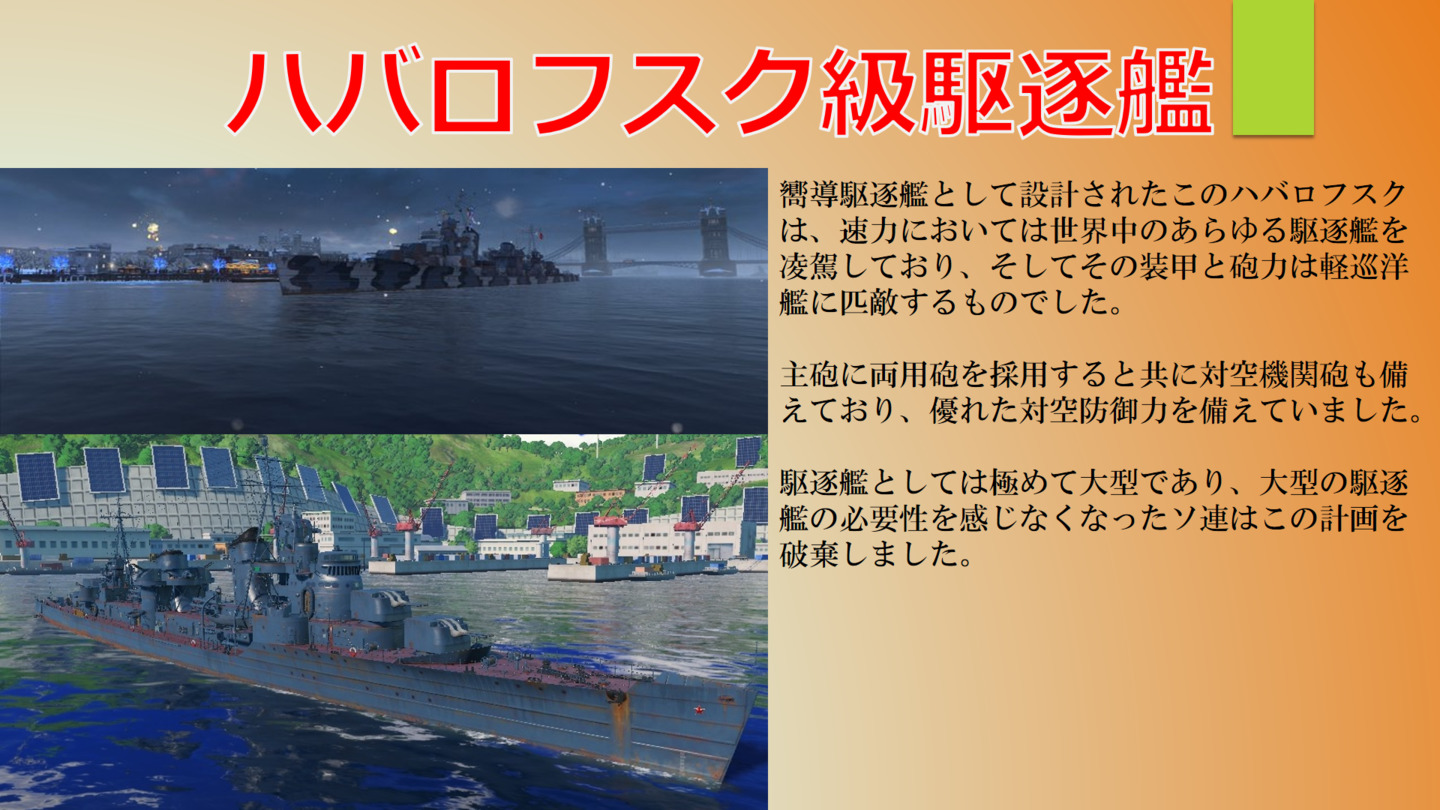 ハバロフスク級駆逐艦
嚮導駆逐艦として設計されたこのハバロフスク
は、速力においては世界中のあらゆる駆逐艦を
凌駕しており、そしてその装甲と砲力は軽巡洋
艦に匹敵するものでした。
主砲に両用砲を採用すると共に対空機関砲も備
えており、優れた対空防御力を備えていました。
駆逐艦としては極めて大型であり、大型の駆逐
艦の必要性を感じなくなったソ連はこの計画を
破棄しました。